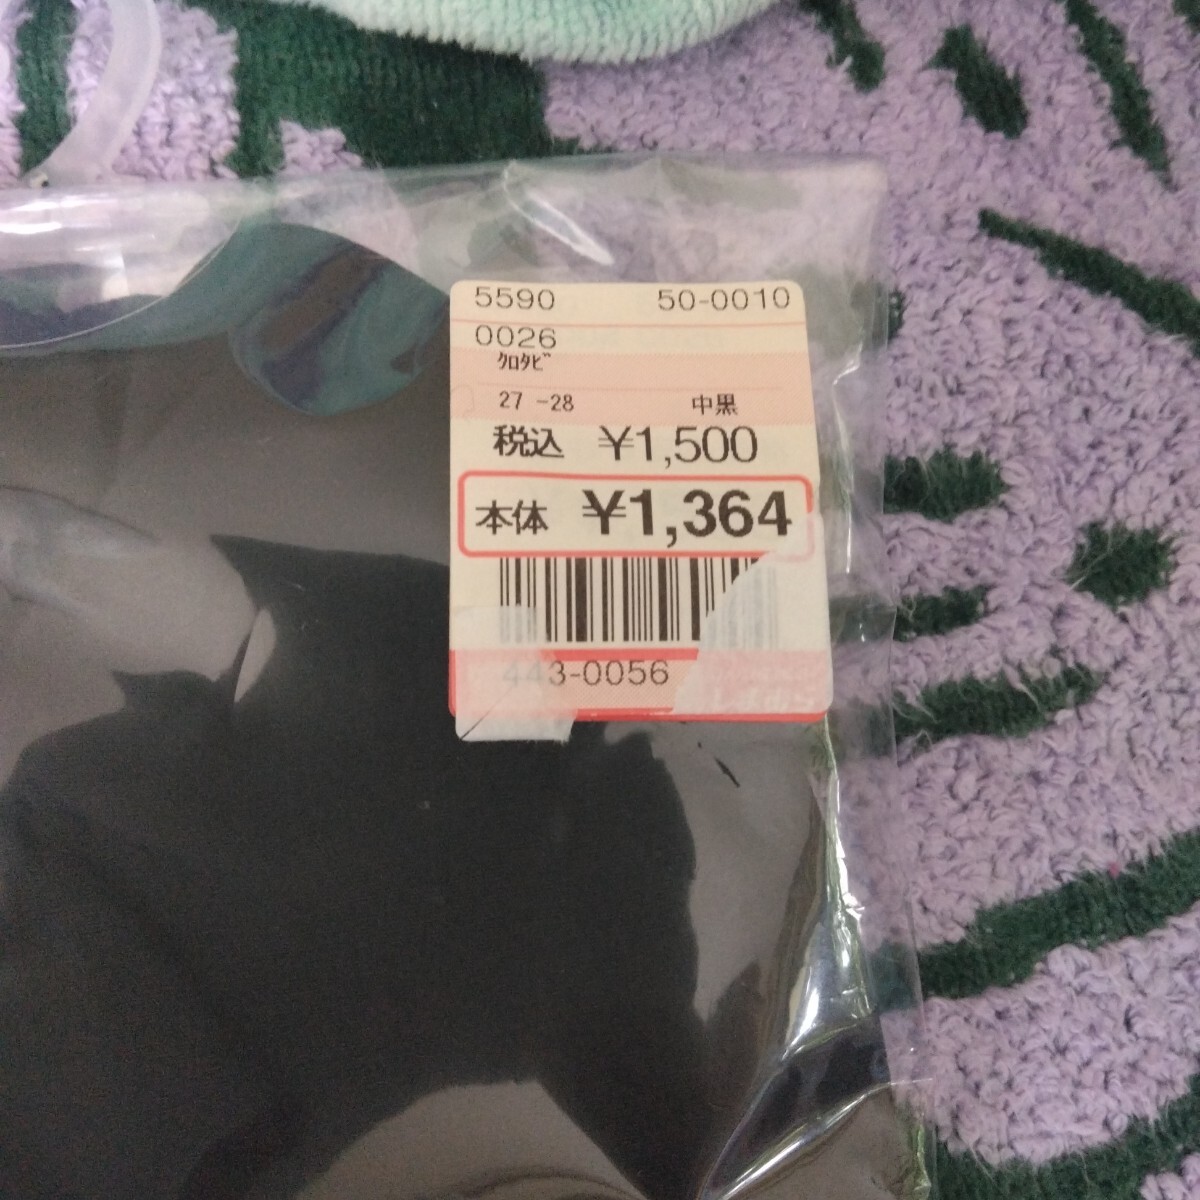 5590 50-0010
0026
ｸﾛﾀﾋﾞ
27 -28 中黒
税込 ¥1,500
本体 ¥1,364
443-0056